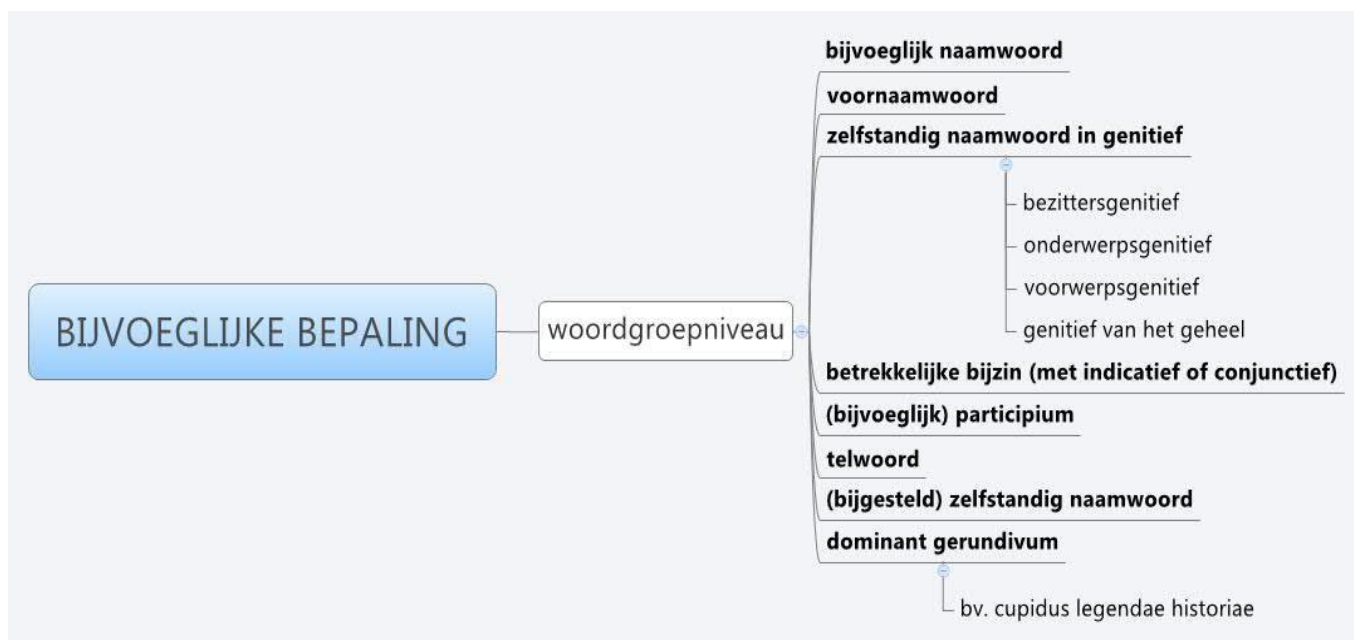 BIJVOEGLIJKE BEPALING
woordgroepniveau
bijvoeglijk naamwoord
voornaamwoord
zelfstandig naamwoord in genitief
bezittersgenitief
onderwerpsgenitief
voorwerpsgenitief
genitief van het geheel
betrekkelijke bijzin (met indicatief of conjunctief)
(bijvoeglijk) participium
telwoord
(bijgesteld) zelfstandig naamwoord
dominant gerundivum
bv. cupidus legendae historiae